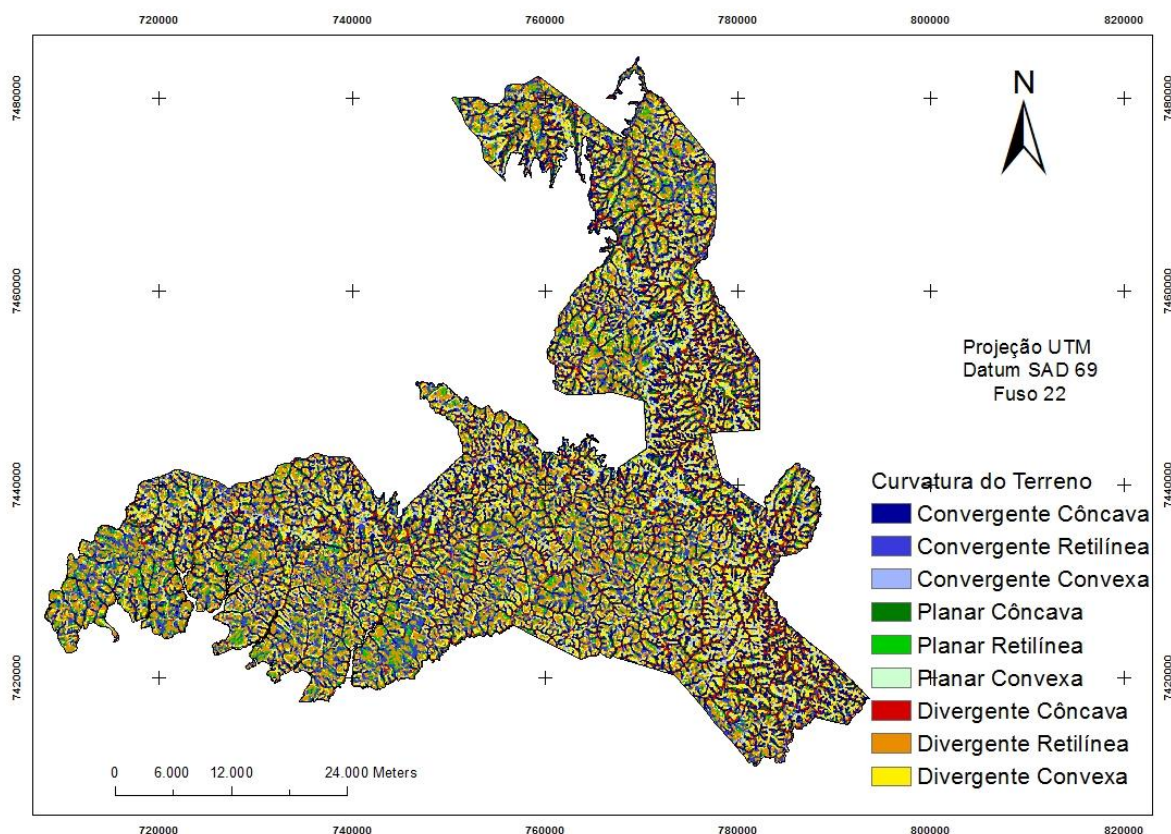 720000 740000 760000 780000 800000 820000
7480000 7480000
N
7460000 7460000
Projeção UTM
Datum SAD 69
Fuso 22
7440000 7440000
Curvatura do Terreno
Convergente Côncava
Convergente Retilínea
Convergente Convexa
Planar Côncava
Planar Retilínea
Planar Convexa
Divergente Côncava
Divergente Retilínea
Divergente Convexa
7420000 7420000
0 6.000 12.000 24.000 Meters
720000 740000 760000 780000 800000 820000